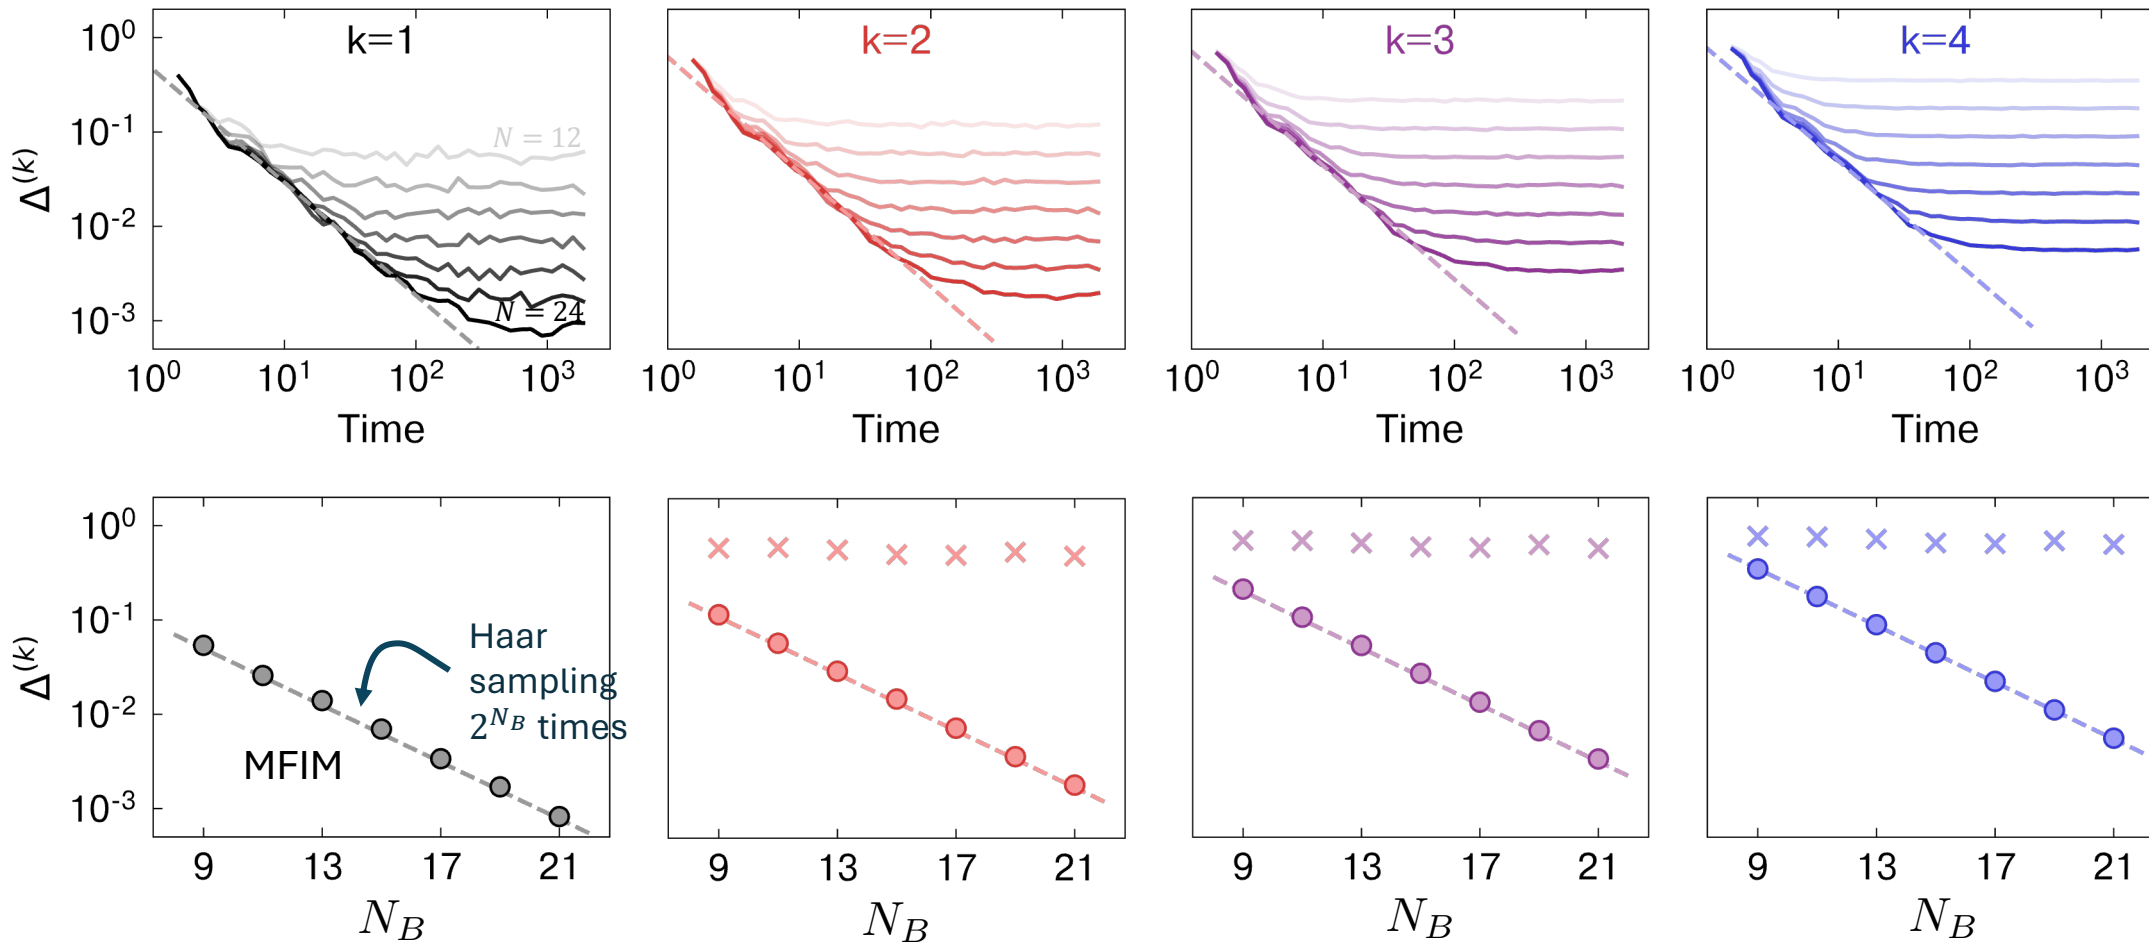 k=1
k=2
k=3
k=4
Δ^(k)
10^0
10^-1
10^-2
10^-3
N = 12
N = 24
10^0 10^1 10^2 10^3
10^0 10^1 10^2 10^3
10^0 10^1 10^2 10^3
10^0 10^1 10^2 10^3
Time
Time
Time
Time
Δ^(k)
10^0
10^-1
10^-2
10^-3
Haar
sampling
2^{N_B} times
MFIM
9 13 17 21
9 13 17 21
9 13 17 21
9 13 17 21
N_B
N_B
N_B
N_B